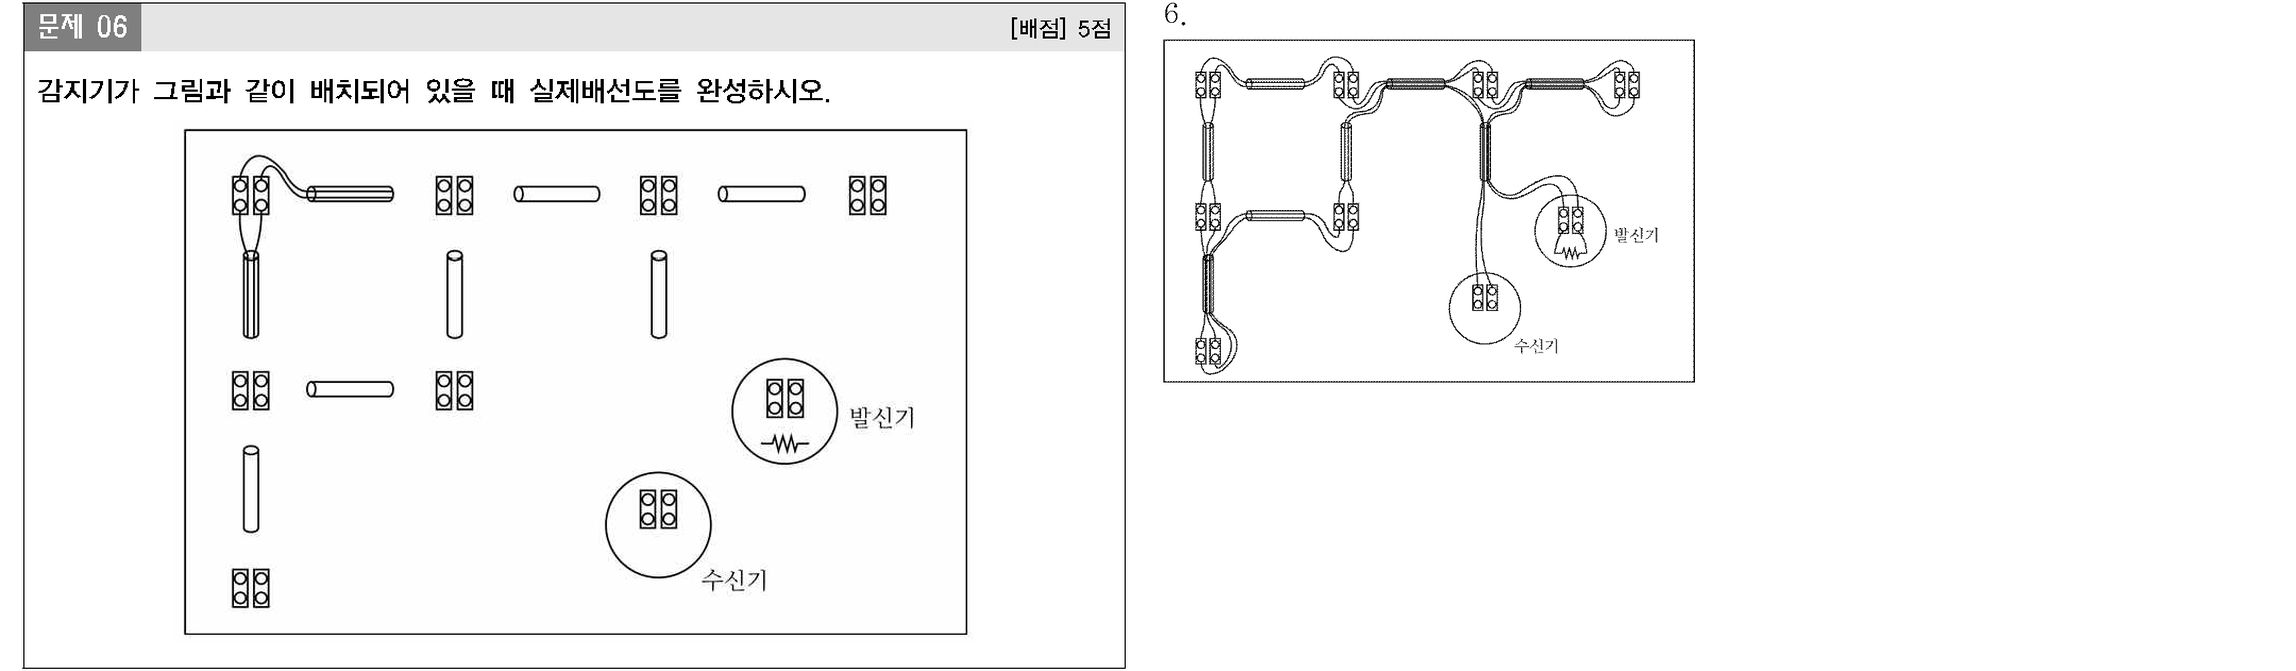 문제 06
[배점] 5점
감지기가 그림과 같이 배치되어 있을 때 실제배선도를 완성하시오.
발신기
수신기
6.
발신기
수신기